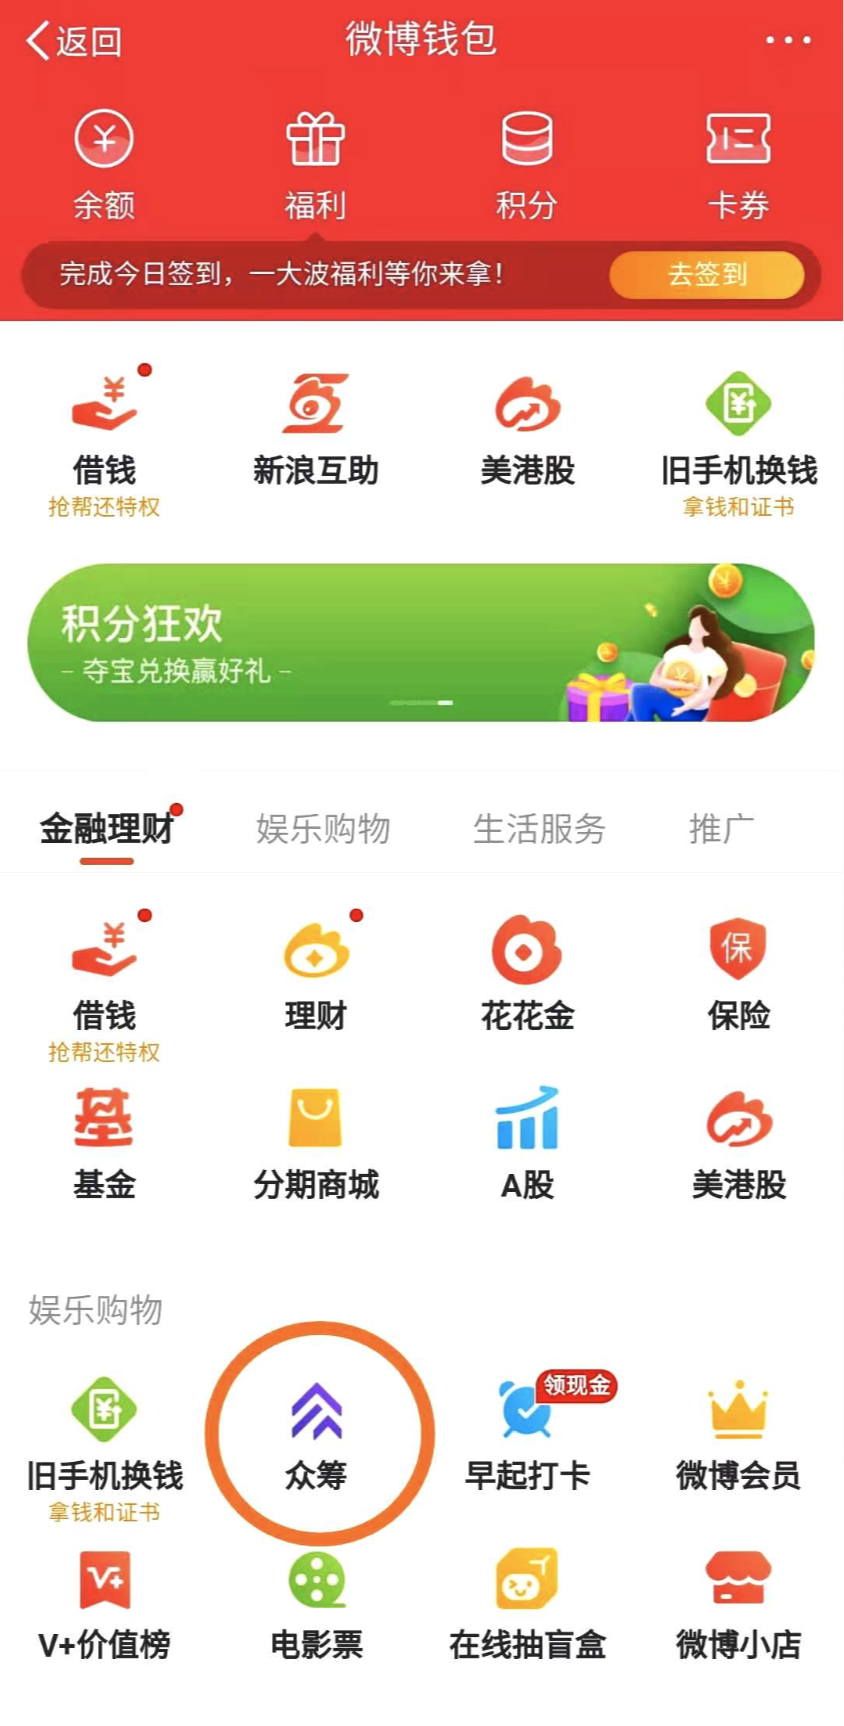 返回
微博钱包
余额
福利
积分
卡券
完成今日签到，一大波福利等你来拿！
去签到
借钱
新浪互助
美港股
旧手机换钱
抢帮还特权
拿钱和证书
积分狂欢
- 夺宝兑换赢好礼 -
金融理财
娱乐购物
生活服务
推广
保
借钱
理财
花花金
保险
抢帮还特权
基
基金
分期商城
A股
美港股
娱乐购物
领现金
旧手机换钱
众筹
早起打卡
微博会员
拿钱和证书
V+
V+价值榜
电影票
在线抽盲盒
微博小店